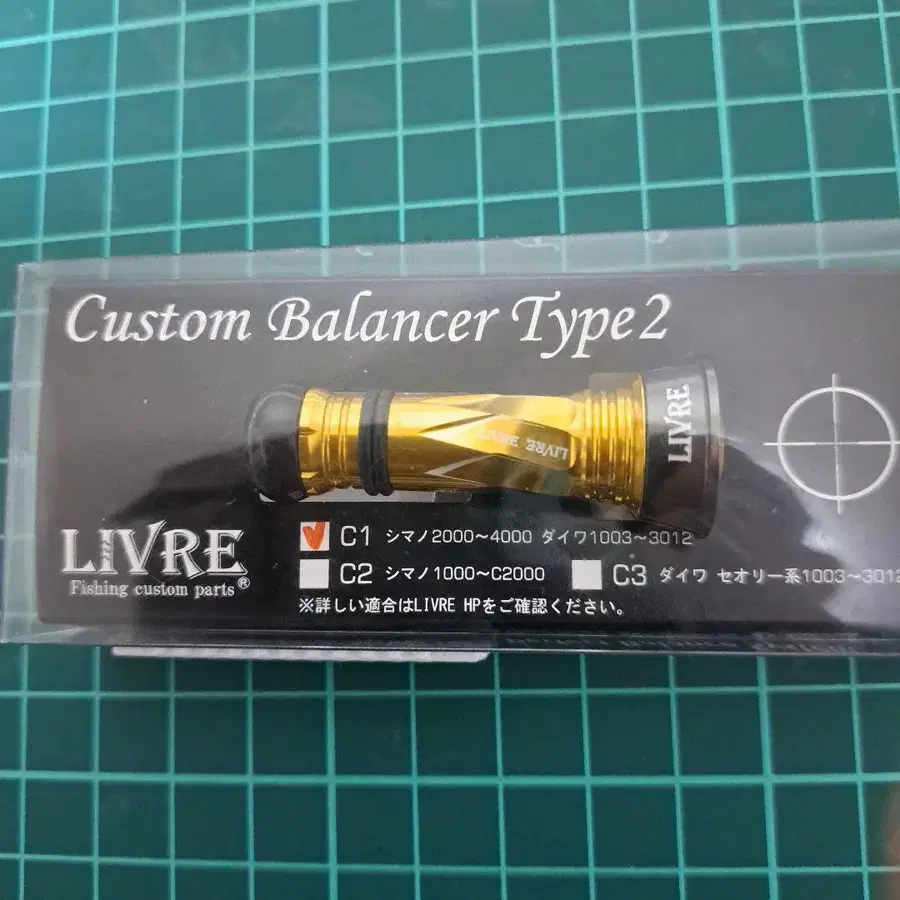 Custom Balancer Type2
LIVRE
LIVRE
LIVRE
Fishing custom parts®
C1 シマノ2000～4000 ダイワ1003～3012
C2 シマノ1000～C2000
C3 ダイワ セオリー系1003～3012
※詳しい適合はLIVRE HPをご確認ください。